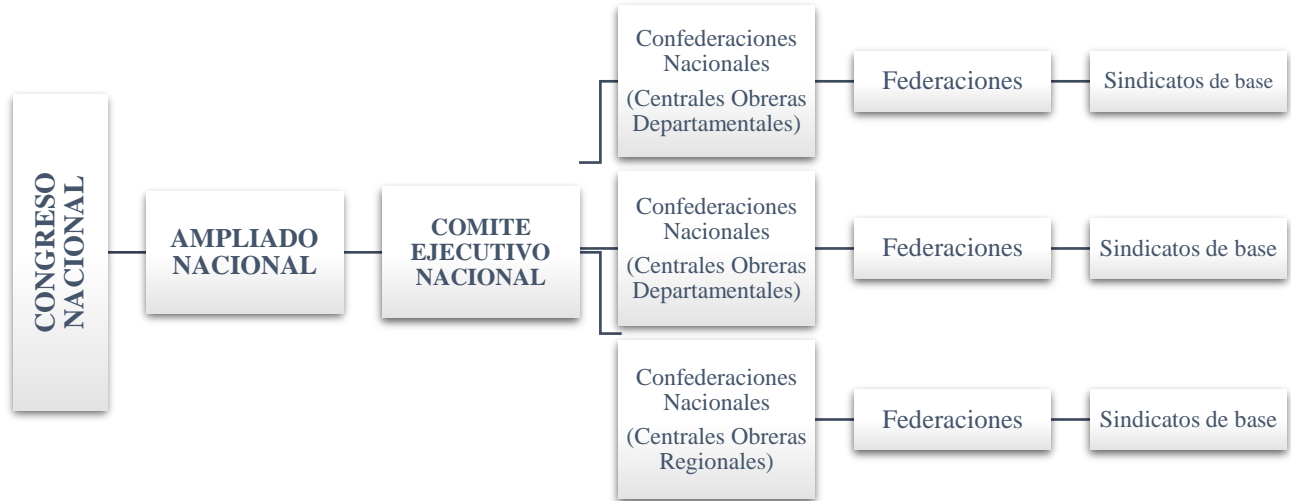 CONGRESO
NACIONAL
AMPLIADO
NACIONAL
COMITE
EJECUTIVO
NACIONAL
Confederaciones
Nacionales
(Centrales Obreras
Departamentales)
Federaciones
Sindicatos de base
Confederaciones
Nacionales
(Centrales Obreras
Departamentales)
Federaciones
Sindicatos de base
Confederaciones
Nacionales
(Centrales Obreras
Regionales)
Federaciones
Sindicatos de base